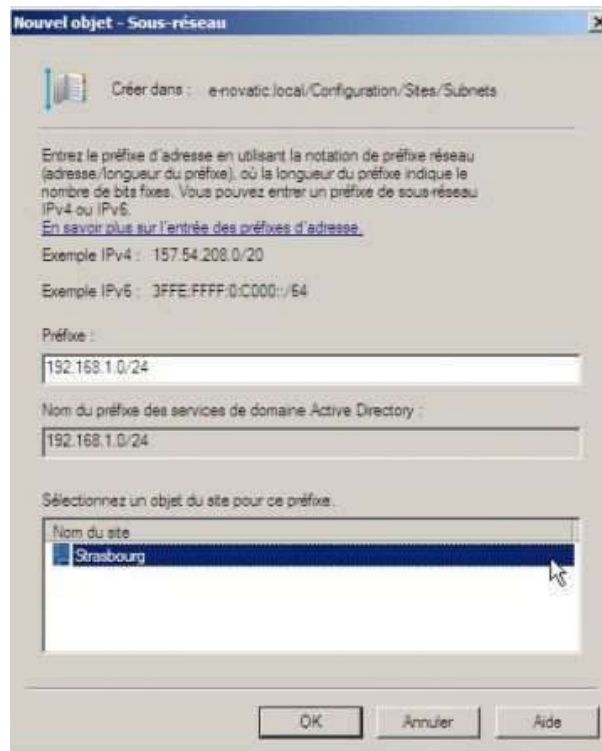 Nouvel objet - Sous-réseau
Créer dans : e-novatic.local/Configuration/Sites/Subnets
Entrez le préfixe d'adresse en utilisant la notation de préfixe réseau
(adresse/longueur du préfixe), où la longueur du préfixe indique le
nombre de bits fixes. Vous pouvez entrer un préfixe de sous-réseau
IPv4 ou IPv6.
En savoir plus sur l'entrée des préfixes d'adresse.
Exemple IPv4 : 157.54.208.0/20
Exemple IPv6 : 3FFE:FFFF:0:C000::/64
Préfixe :
192.168.1.0/24
Nom du préfixe des services de domaine Active Directory :
192.168.1.0/24
Sélectionnez un objet du site pour ce préfixe.
Nom du site
Strasbourg
OK Annuler Aide